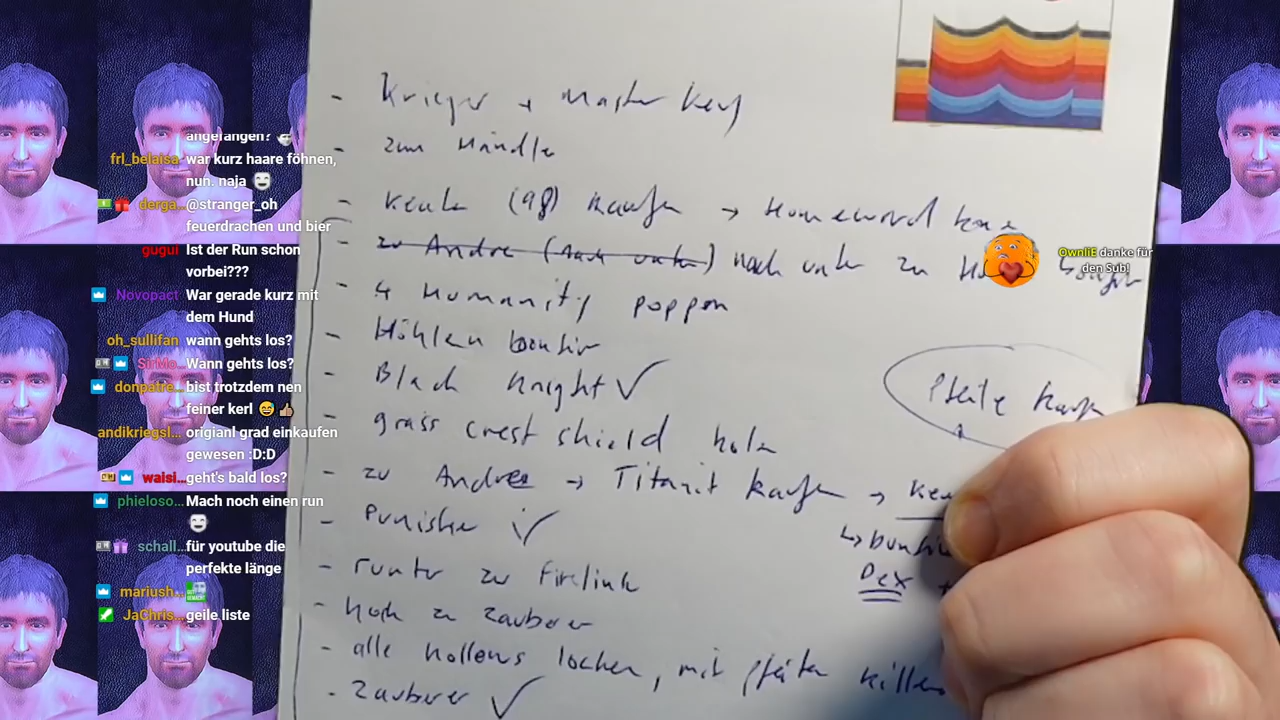 angefangen?
frl_belaisa war kurz haare föhnen,
nun. naja
derga... @stranger_oh
feuerdrachen und bier
gugui Ist der Run schon
vorbei???
Novopact War gerade kurz mit
dem Hund
oh_sullifan wann gehts los?
SirMo... Wann gehts los?
donpatre... bist trotzdem nen
feiner kerl
andikriegsl... origianl grad einkaufen
gewesen :D:D
waisi... geht's bald los?
phieloso... Mach noch einen run
schall... für youtube die
perfekte länge
mariush...
JaChris... geile liste
- Krieger + Master Key
- zum Händler
- Keule (98) kaufen → Homeward bone
- zu Andre (nach unten) nach unten zu
OwnliE danke für
den Sub!
- 4 Humanity poppen
- Höhlen bonfire
- Black Knight ✓
Pfeile kaufen
- grass crest shield holen
- zu Andree → Titanit kaufen →
- Punisher ✓
↳ bonfire
Dex
- runter zu Firelink
- hoch zu Zauberer
- alle hollows locken, mit pfeilen killen
- Zauberer ✓